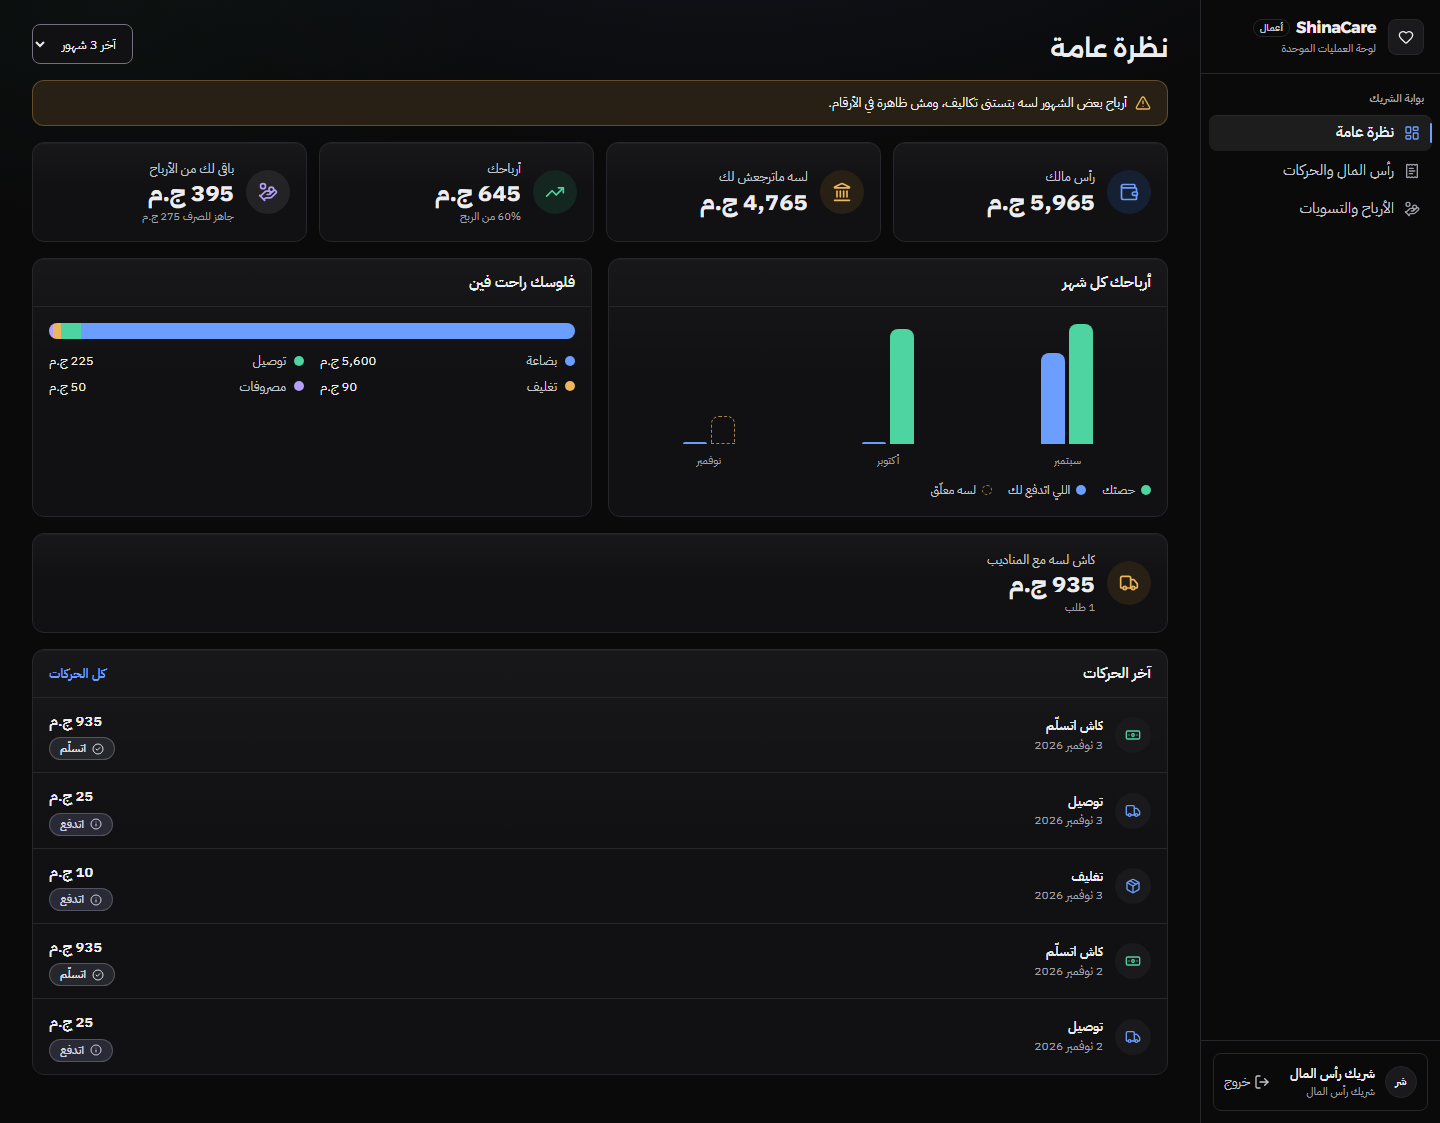 ShinaCare أعمال
لوحة العمليات الموحدة
بوابة الشريك
نظرة عامة
رأس المال والحركات
الأرباح والتسويات
شر
شريك رأس المال
شريك رأس المال
خروج
نظرة عامة
آخر 3 شهور
أرباح بعض الشهور لسه بتستنى تكاليف، ومش ظاهرة في الأرقام.
رأس مالك
5,965 ج.م
لسه ماترجعش لك
4,765 ج.م
أرباحك
645 ج.م
60% من الربح
باقي لك من الأرباح
395 ج.م
جاهز للصرف 275 ج.م
أرباحك كل شهر
سبتمبر
أكتوبر
نوفمبر
حصتك
اللي اتدفع لك
لسه معلّق
فلوسك راحت فين
بضاعة 5,600 ج.م
توصيل 225 ج.م
تغليف 90 ج.م
مصروفات 50 ج.م
كاش لسه مع المناديب
935 ج.م
1 طلب
آخر الحركات
كل الحركات
كاش اتسلّم
3 نوفمبر 2026
935 ج.م
اتسلّم
توصيل
3 نوفمبر 2026
25 ج.م
اتدفع
تغليف
3 نوفمبر 2026
10 ج.م
اتدفع
كاش اتسلّم
2 نوفمبر 2026
935 ج.م
اتسلّم
توصيل
2 نوفمبر 2026
25 ج.م
اتدفع